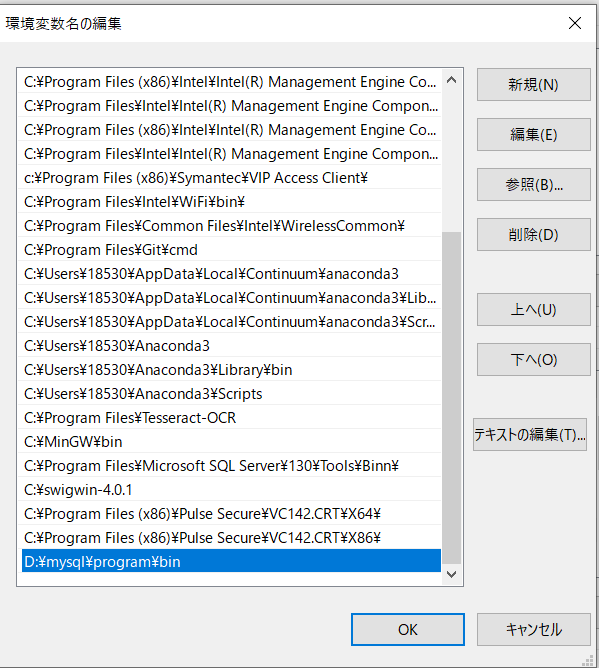 環境変数名の編集
C:¥Program Files (x86)¥Intel¥Intel(R) Management Engine Co...
C:¥Program Files¥Intel¥Intel(R) Management Engine Compon...
C:¥Program Files (x86)¥Intel¥Intel(R) Management Engine Co...
C:¥Program Files¥Intel¥Intel(R) Management Engine Compon...
c:¥Program Files (x86)¥Symantec¥VIP Access Client¥
C:¥Program Files¥Intel¥WiFi¥bin¥
C:¥Program Files¥Common Files¥Intel¥WirelessCommon¥
C:¥Program Files¥Git¥cmd
C:¥Users¥18530¥AppData¥Local¥Continuum¥anaconda3
C:¥Users¥18530¥AppData¥Local¥Continuum¥anaconda3¥Lib...
C:¥Users¥18530¥AppData¥Local¥Continuum¥anaconda3¥Scr...
C:¥Users¥18530¥Anaconda3
C:¥Users¥18530¥Anaconda3¥Library¥bin
C:¥Users¥18530¥Anaconda3¥Scripts
C:¥Program Files¥Tesseract-OCR
C:¥MinGW¥bin
C:¥Program Files¥Microsoft SQL Server¥130¥Tools¥Binn¥
C:¥swigwin-4.0.1
C:¥Program Files (x86)¥Pulse Secure¥VC142.CRT¥X64¥
C:¥Program Files (x86)¥Pulse Secure¥VC142.CRT¥X86¥
D:¥mysql¥program¥bin
新規(N)
編集(E)
参照(B)...
削除(D)
上へ(U)
下へ(O)
テキストの編集(T)...
OK
キャンセル